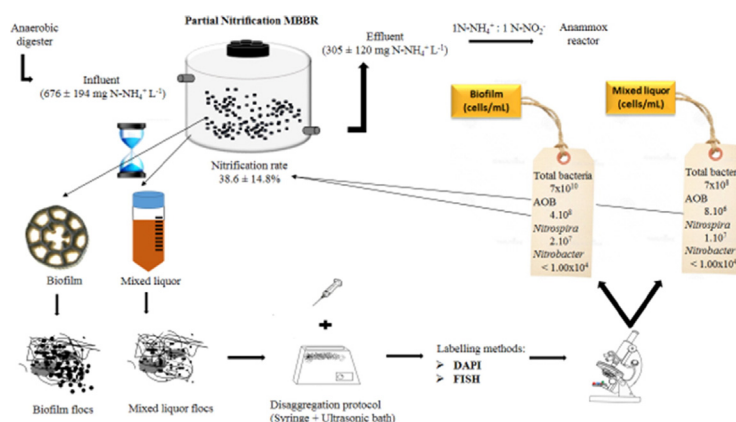 Partial Nitrification MBBR
Anaerobic
digester
Influent
(676 ± 194 mg N-NH₄⁺ L⁻¹)
Effluent
(305 ± 120 mg N-NH₄⁺ L⁻¹)
1N-NH₄⁺ : 1 N-NO₂⁻
Anammox
reactor
Nitrification rate
38.6 ± 14.8%
Biofilm
(cells/mL)
Mixed liquor
(cells/mL)
Total bacteria
7x10¹⁰
AOB
4.10⁸
Nitrospira
2.10⁷
Nitrobacter
< 1.00x10⁴
Total bacteria
7x10⁸
AOB
8.10⁶
Nitrospira
1.10⁷
Nitrobacter
< 1.00x10⁴
Biofilm
Mixed liquor
Biofilm flocs
Mixed liquor flocs
Disaggregation protocol
(Syringe + Ultrasonic bath)
Labelling methods:
➢ DAPI
➢ FISH